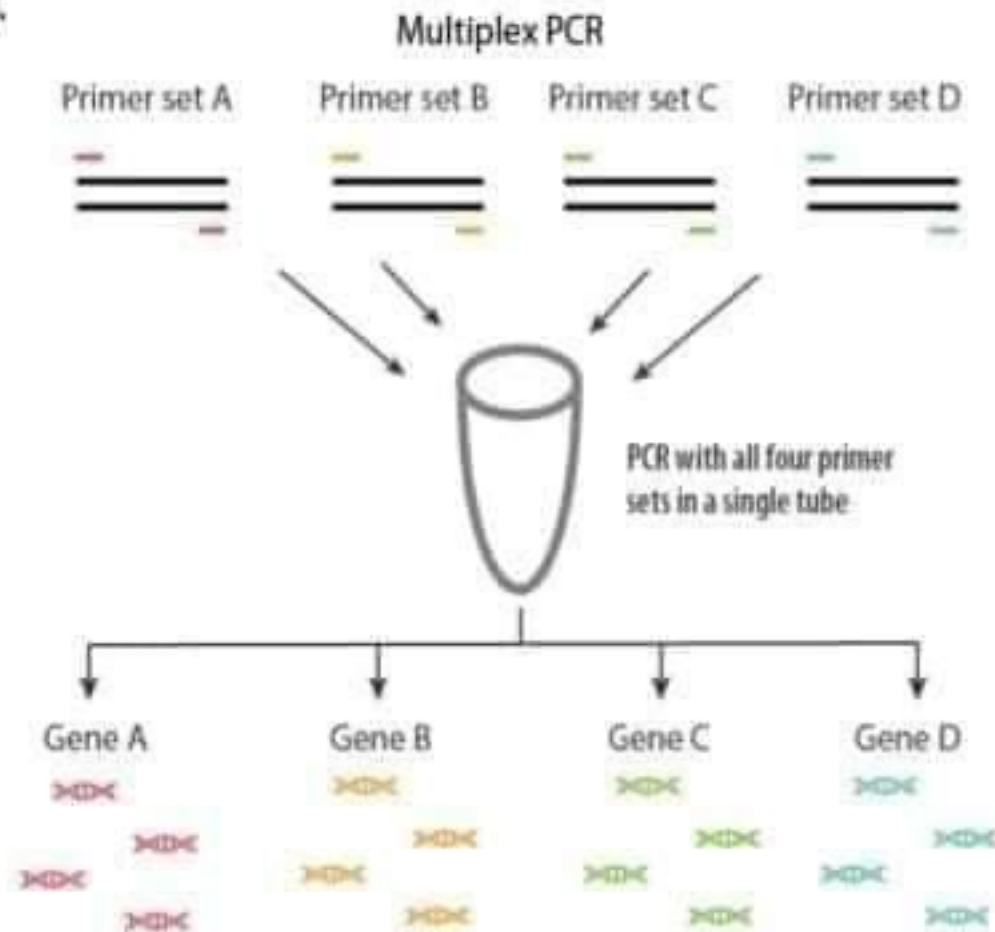 Multiplex PCR
Primer set A
Primer set B
Primer set C
Primer set D
PCR with all four primer
sets in a single tube
Gene A
Gene B
Gene C
Gene D